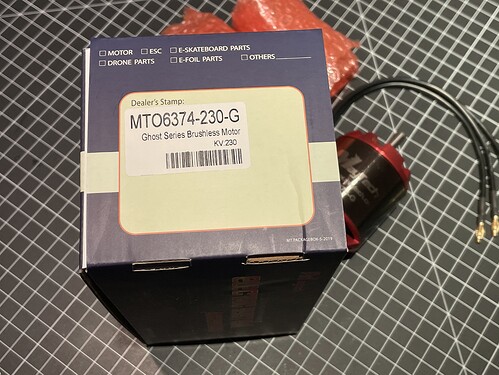 ☐ MOTOR ☐ ESC ☐ E-SKATEBOARD PARTS
☐ DRONE PARTS ☐ E-FOIL PARTS ☐ OTHERS
Dealer's Stamp:
MTO6374-230-G
Ghost Series Brushless Motor
KV:230